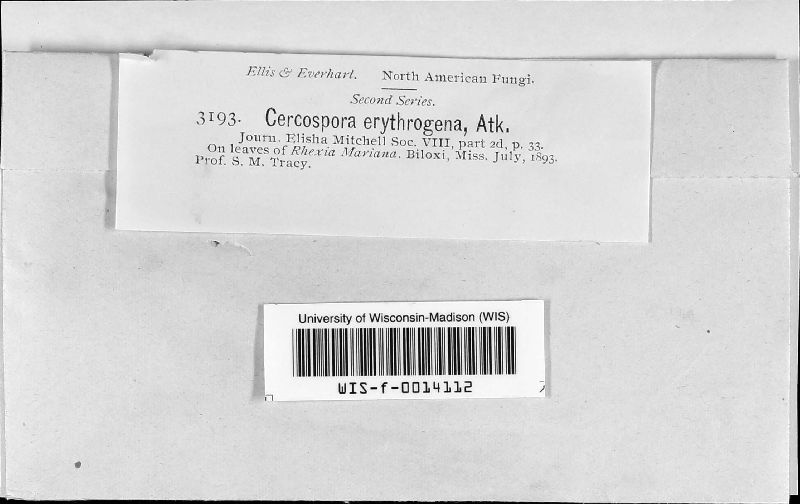 Ellis & Everhart. North American Fungi.
Second Series.
3193. Cercospora erythrogena, Atk.
Journ. Elisha Mitchell Soc. VIII, part 2d, p. 33.
On leaves of Rhexia Mariana. Biloxi, Miss. July, 1893.
Prof. S. M. Tracy.
University of Wisconsin-Madison (WIS)
WIS-f-0014112